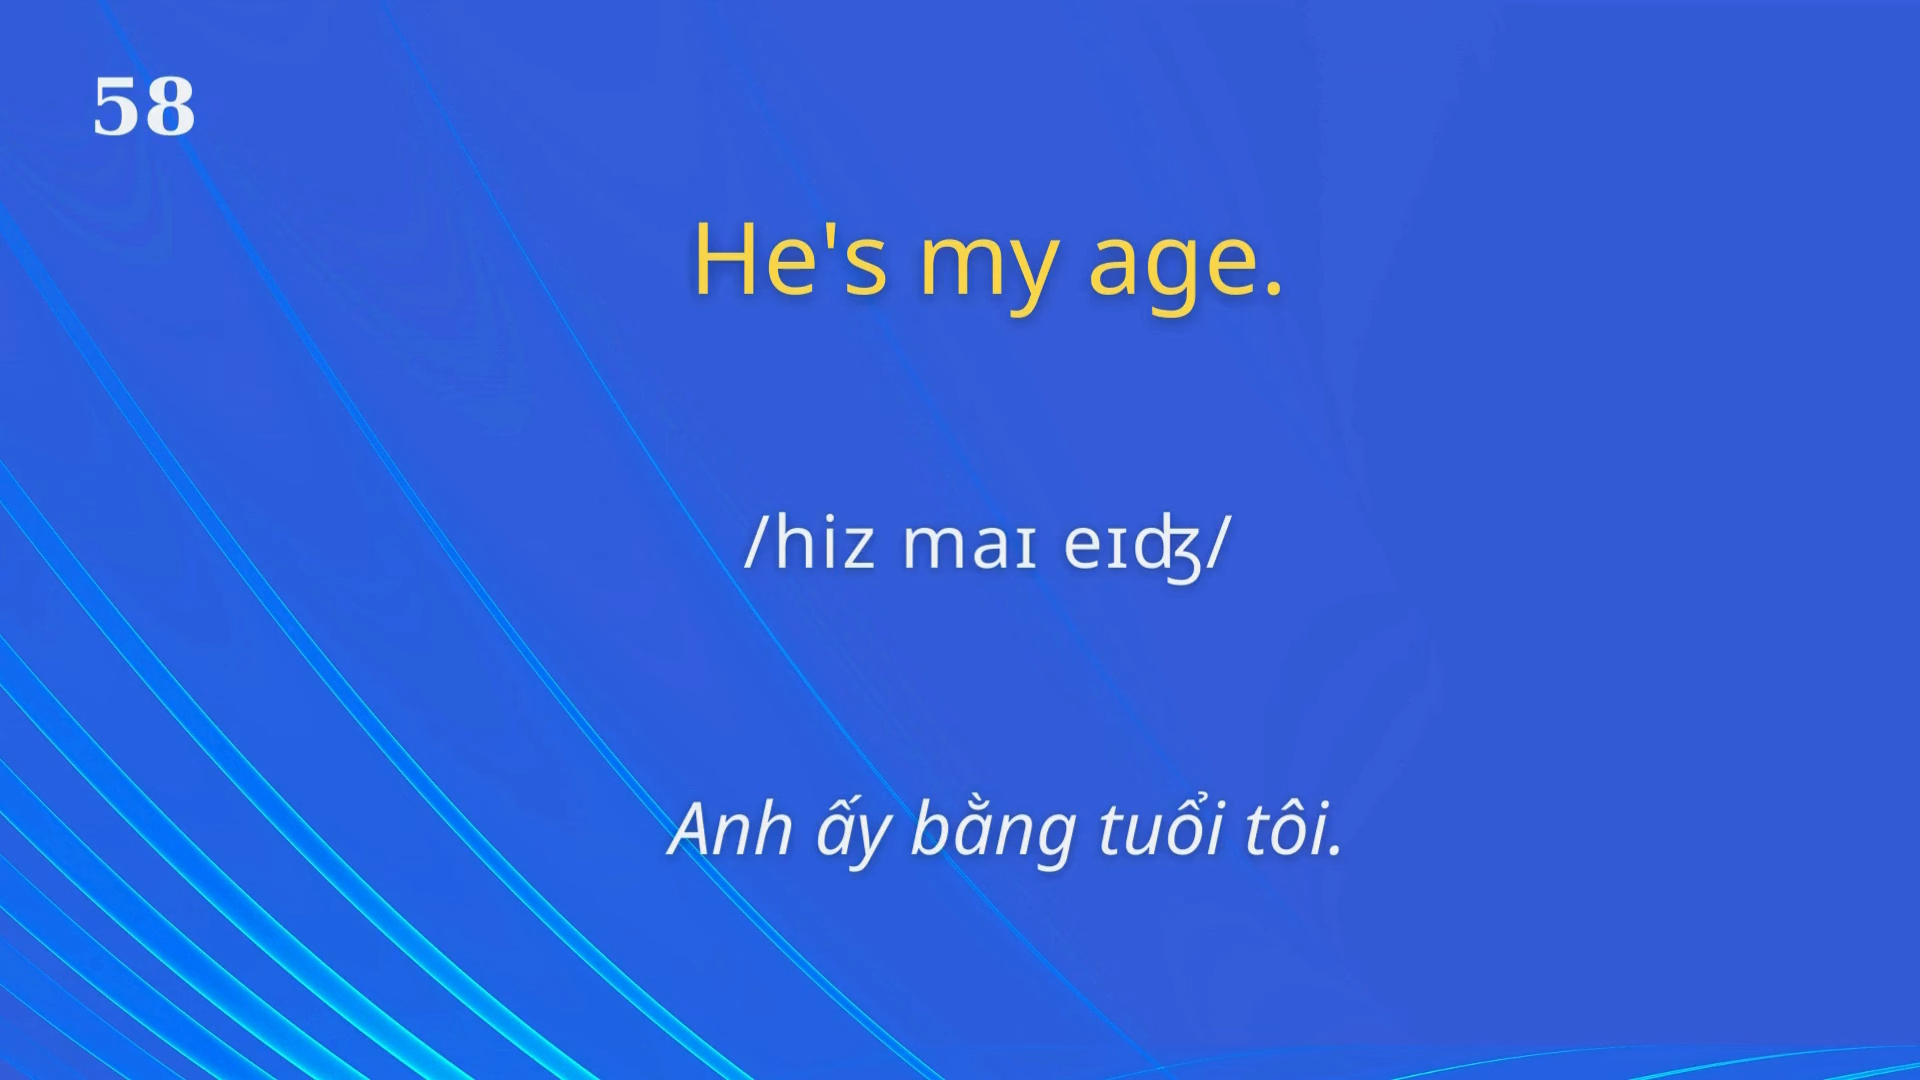 58
He's my age.
/hiz maɪ eɪʤ/
Anh ấy bằng tuổi tôi.